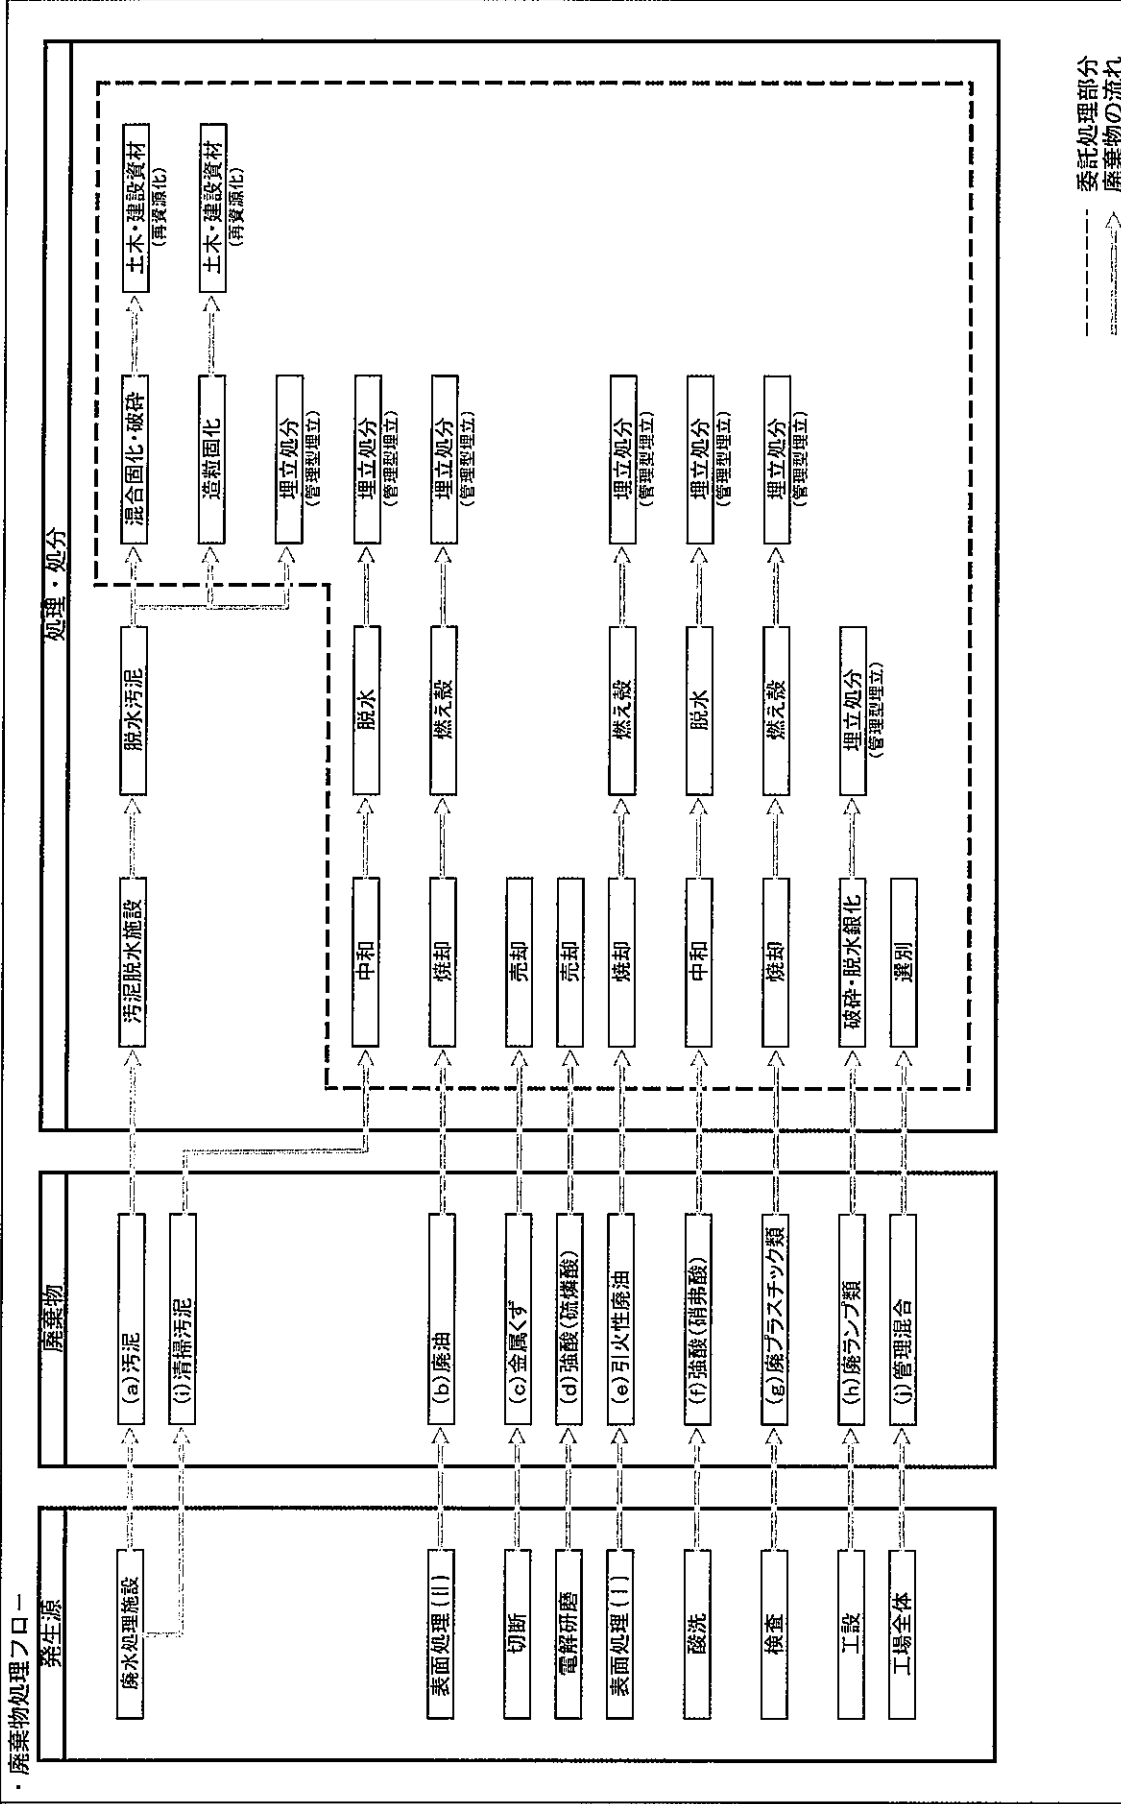 ・廃棄物処理フロー
発生源
廃棄物
処理・処分
廃水処理施設
(a)汚泥
汚泥脱水施設
脱水汚泥
混合固化・破砕
土木・建設資材
(再資源化)
造粒固化
土木・建設資材
(再資源化)
埋立処分
(管理型埋立)
(i)清掃汚泥
中和
脱水
埋立処分
(管理型埋立)
表面処理(II)
(b)廃油
焼却
燃え殻
埋立処分
(管理型埋立)
切断
(c)金属くず
売却
電解研磨
(d)強酸(硫燐酸)
売却
表面処理(I)
(e)引火性廃油
焼却
燃え殻
埋立処分
(管理型埋立)
酸洗
(f)強酸(硝弗酸)
中和
脱水
埋立処分
(管理型埋立)
検査
(g)廃プラスチック類
焼却
燃え殻
埋立処分
(管理型埋立)
工設
(h)廃ランプ類
破砕・脱水銀化
埋立処分
(管理型埋立)
工場全体
(j)管理混合
選別
委託処理部分
廃棄物の流れ